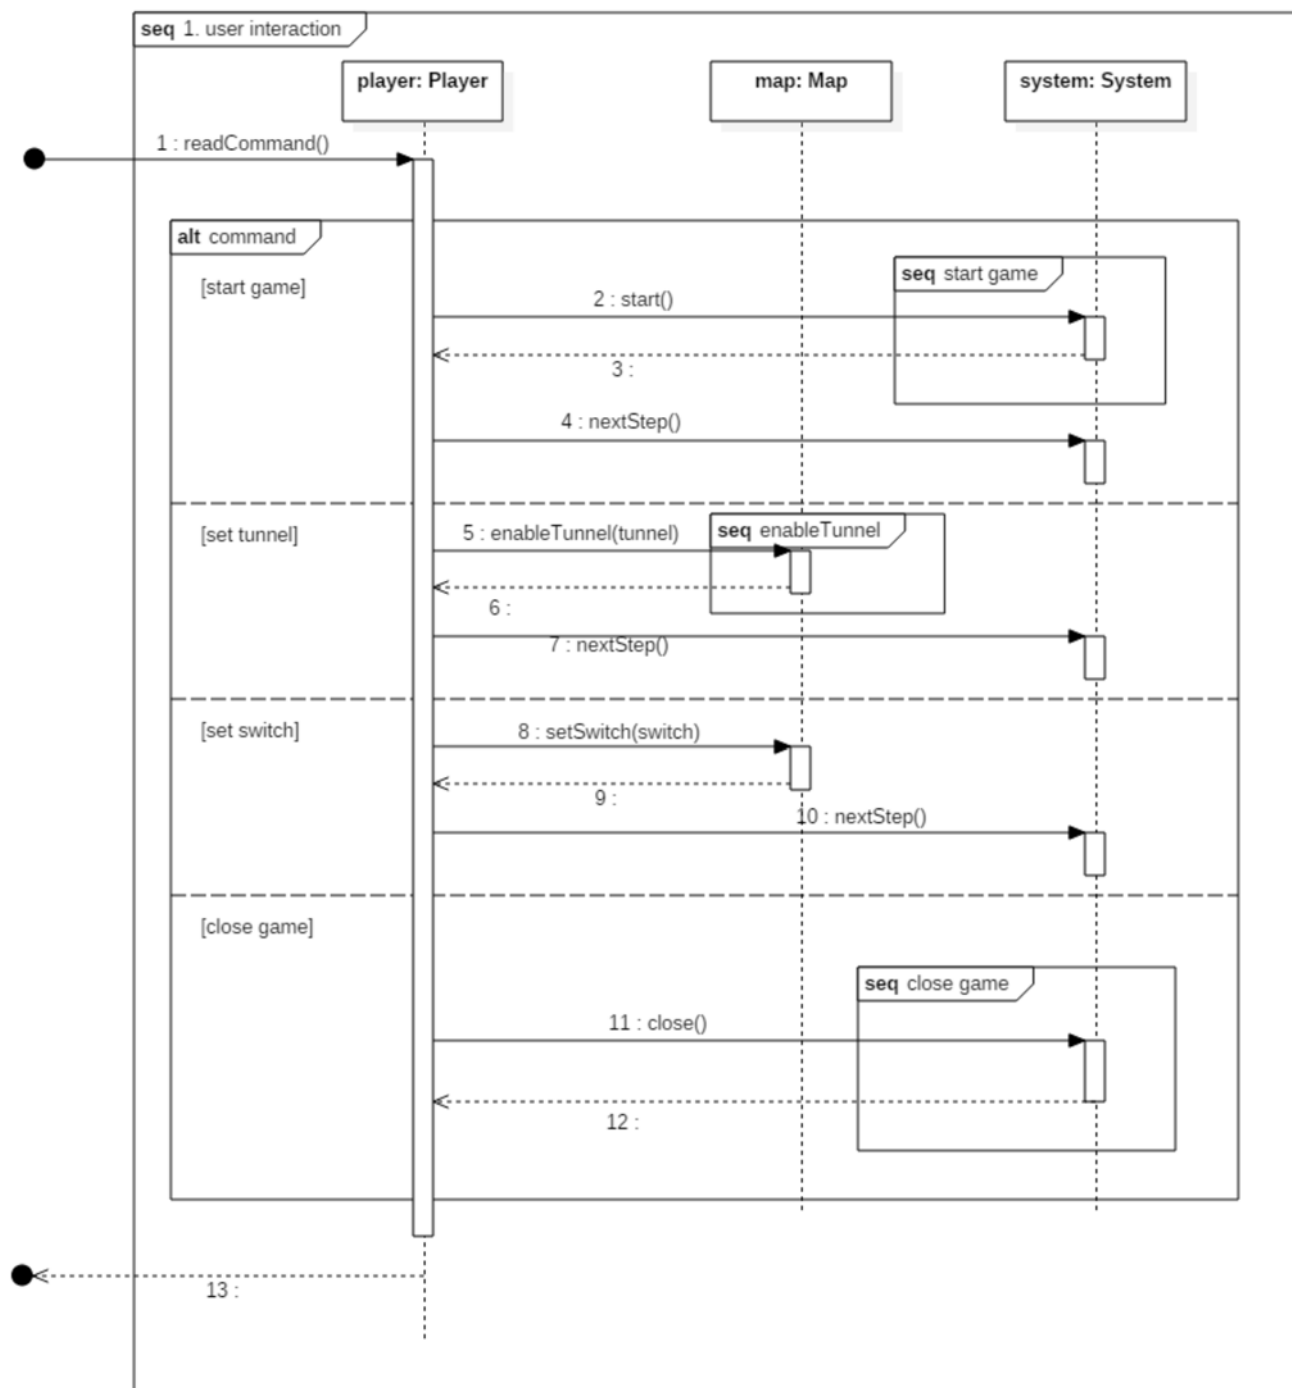 seq 1. user interaction
player: Player
map: Map
system: System
1 : readCommand()
alt command
[start game]
seq start game
2 : start()
3 :
4 : nextStep()
[set tunnel]
5 : enableTunnel(tunnel)
seq enableTunnel
6 :
7 : nextStep()
[set switch]
8 : setSwitch(switch)
9 :
10 : nextStep()
[close game]
seq close game
11 : close()
12 :
13 :